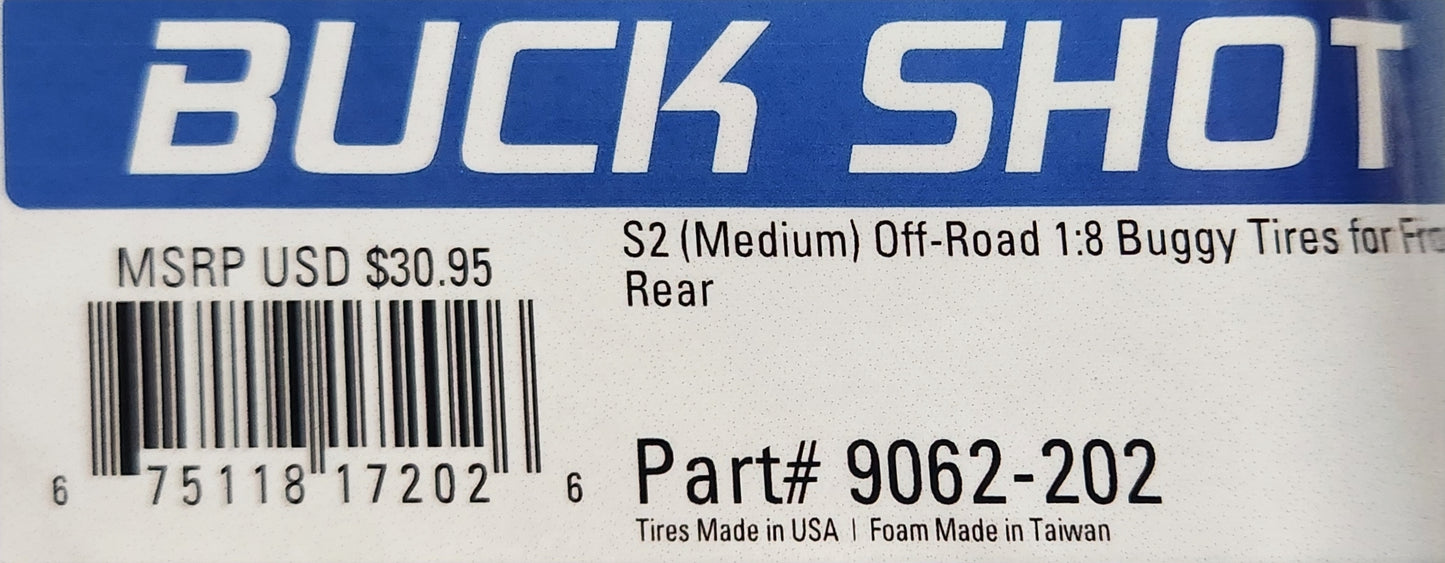 BUCK SHOT
S2 (Medium) Off-Road 1:8 Buggy Tires for
Rear
MSRP USD $30.95
6 75118 17202 6
Part# 9062-202
Tires Made in USA | Foam Made in Taiwan